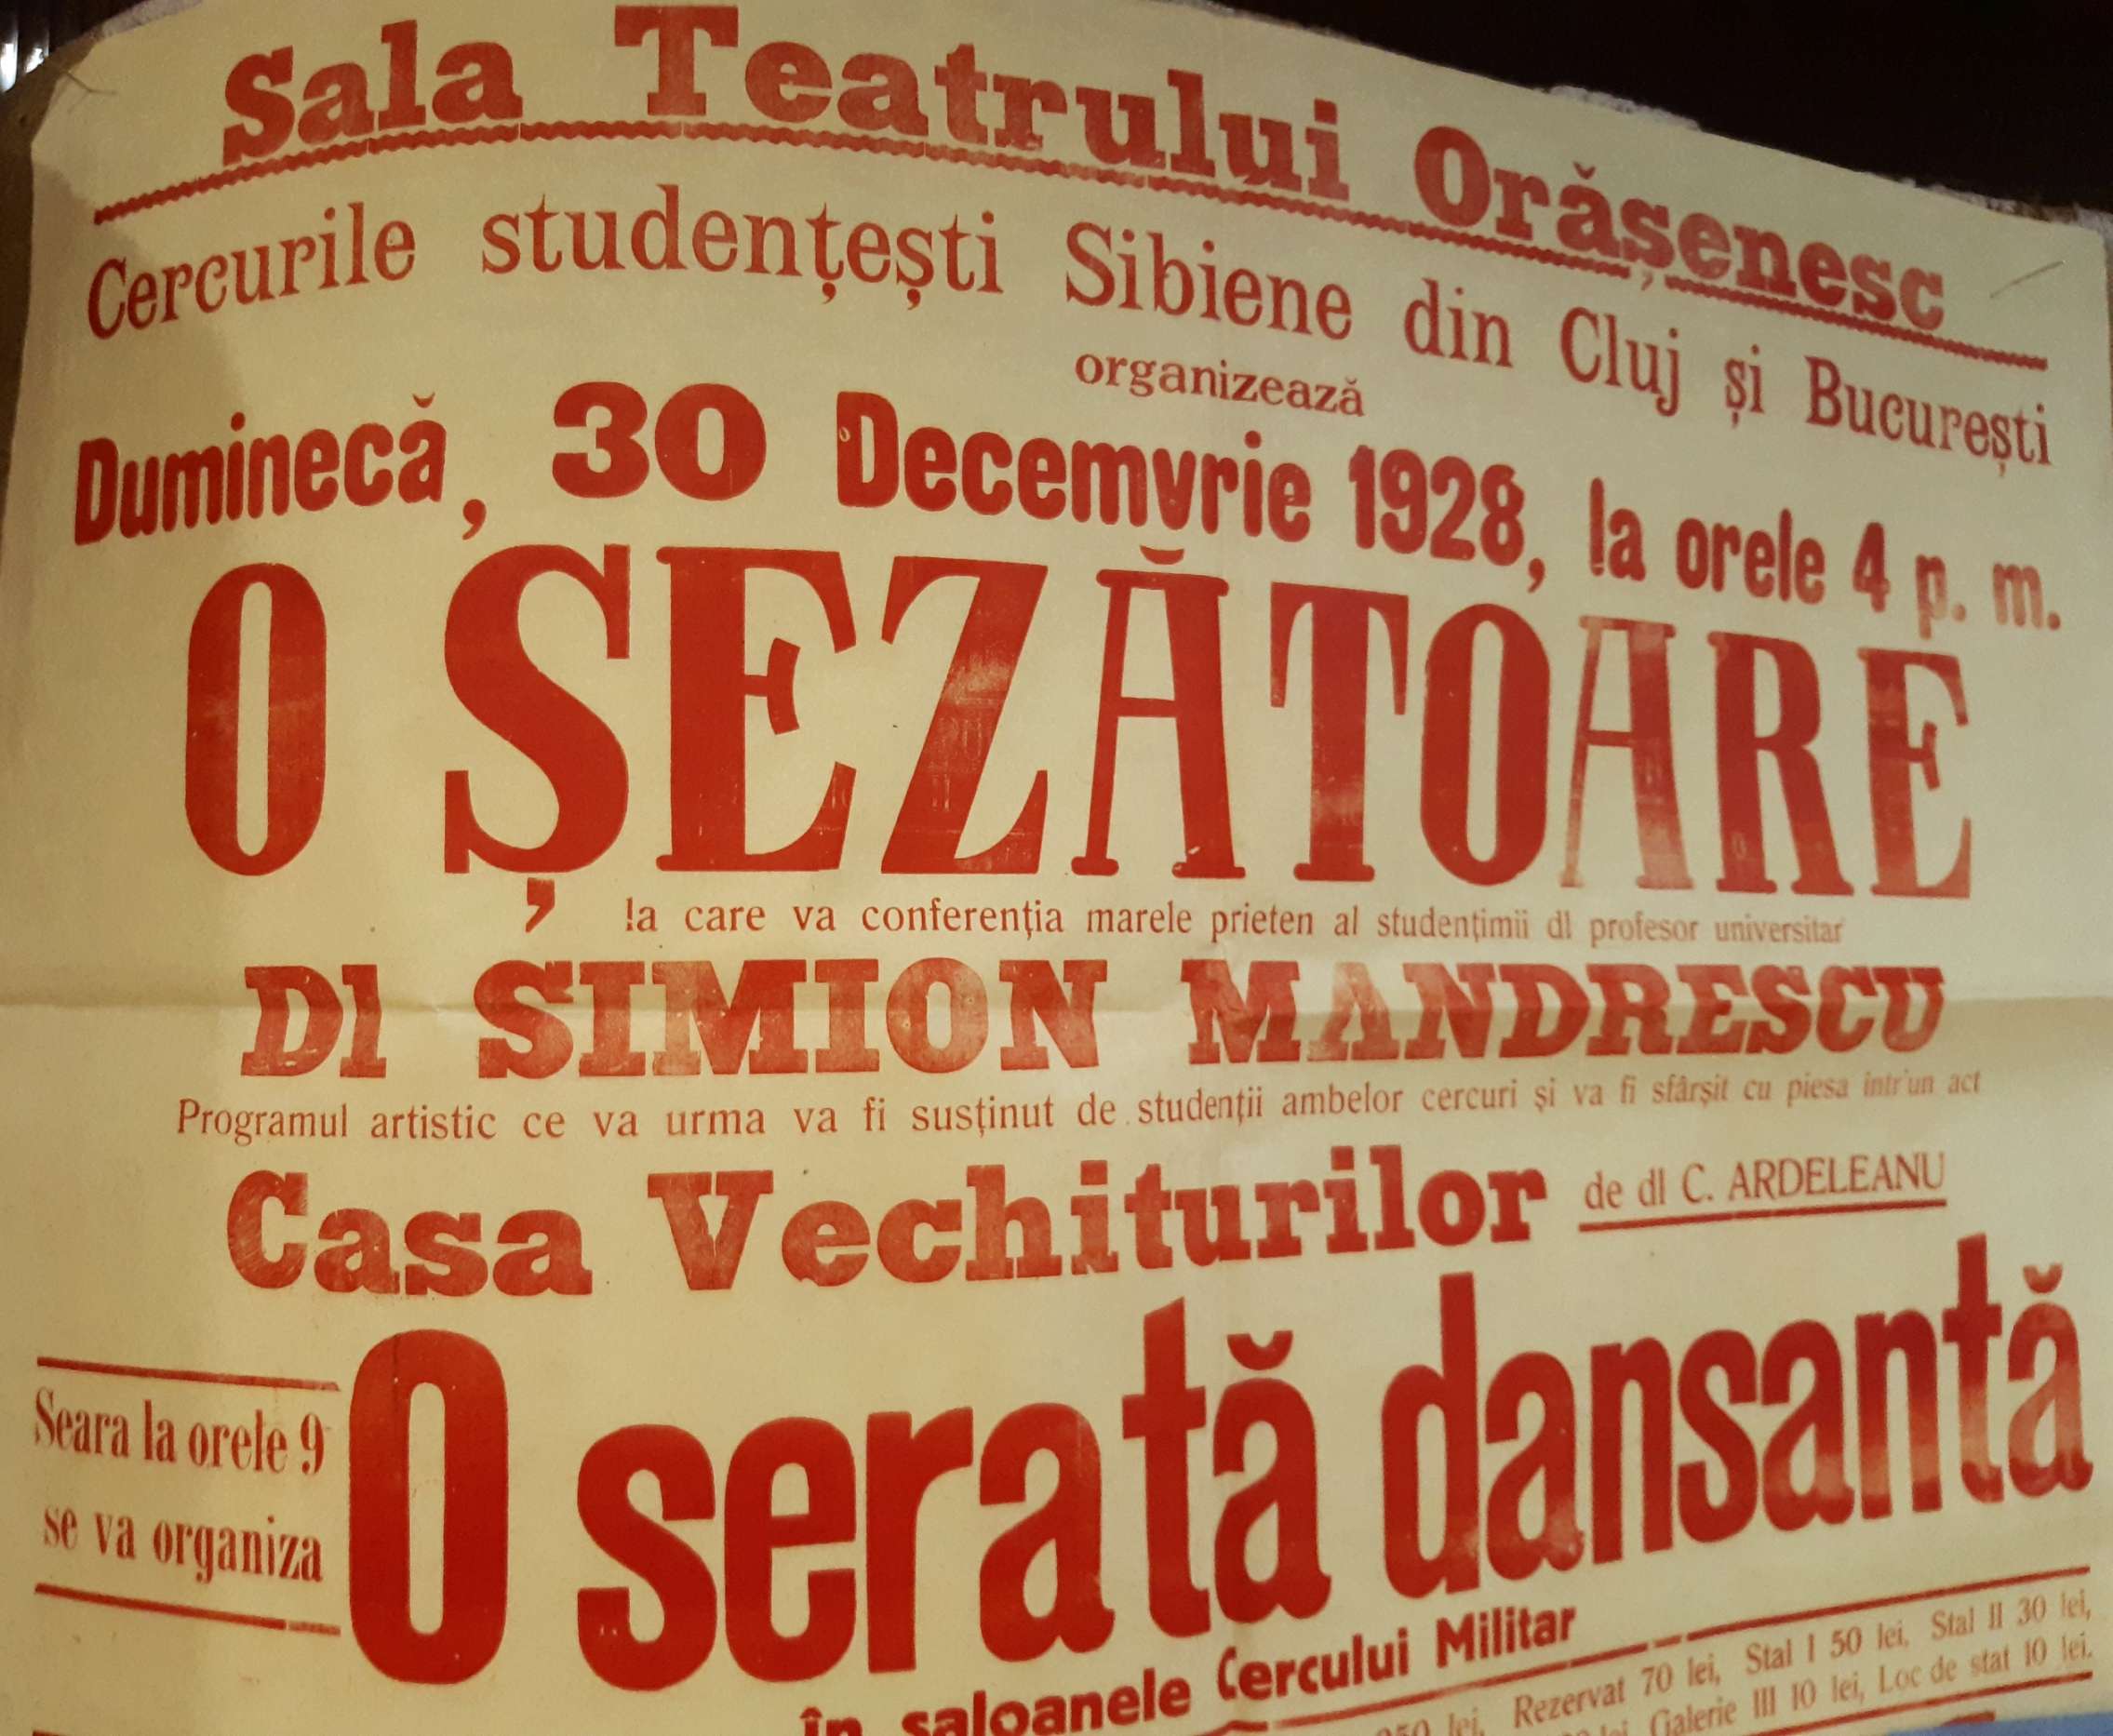 Sala Teatrului Orășenesc
Cercurile studențești Sibiene din Cluj și București
organizează
Duminecă, 30 Decemvrie 1928, la orele 4 p. m.
O ȘEZĂTOARE
la care va conferenția marele prieten al studențimii dl profesor universitar
Dl SIMION MANDRESCU
Programul artistic ce va urma va fi susținut de studenții ambelor cercuri și va fi sfârșit cu piesa într'un act
Casa Vechiturilor de dl C. ARDELEANU
Seara la orele 9
se va organiza
O serată dansantă
în saloanele Cercului Militar
lei, Rezervat 70 lei, Stal I 50 lei, Stal II 30 lei,
lei Galerie III 10 lei, Loc de stat 10 lei.